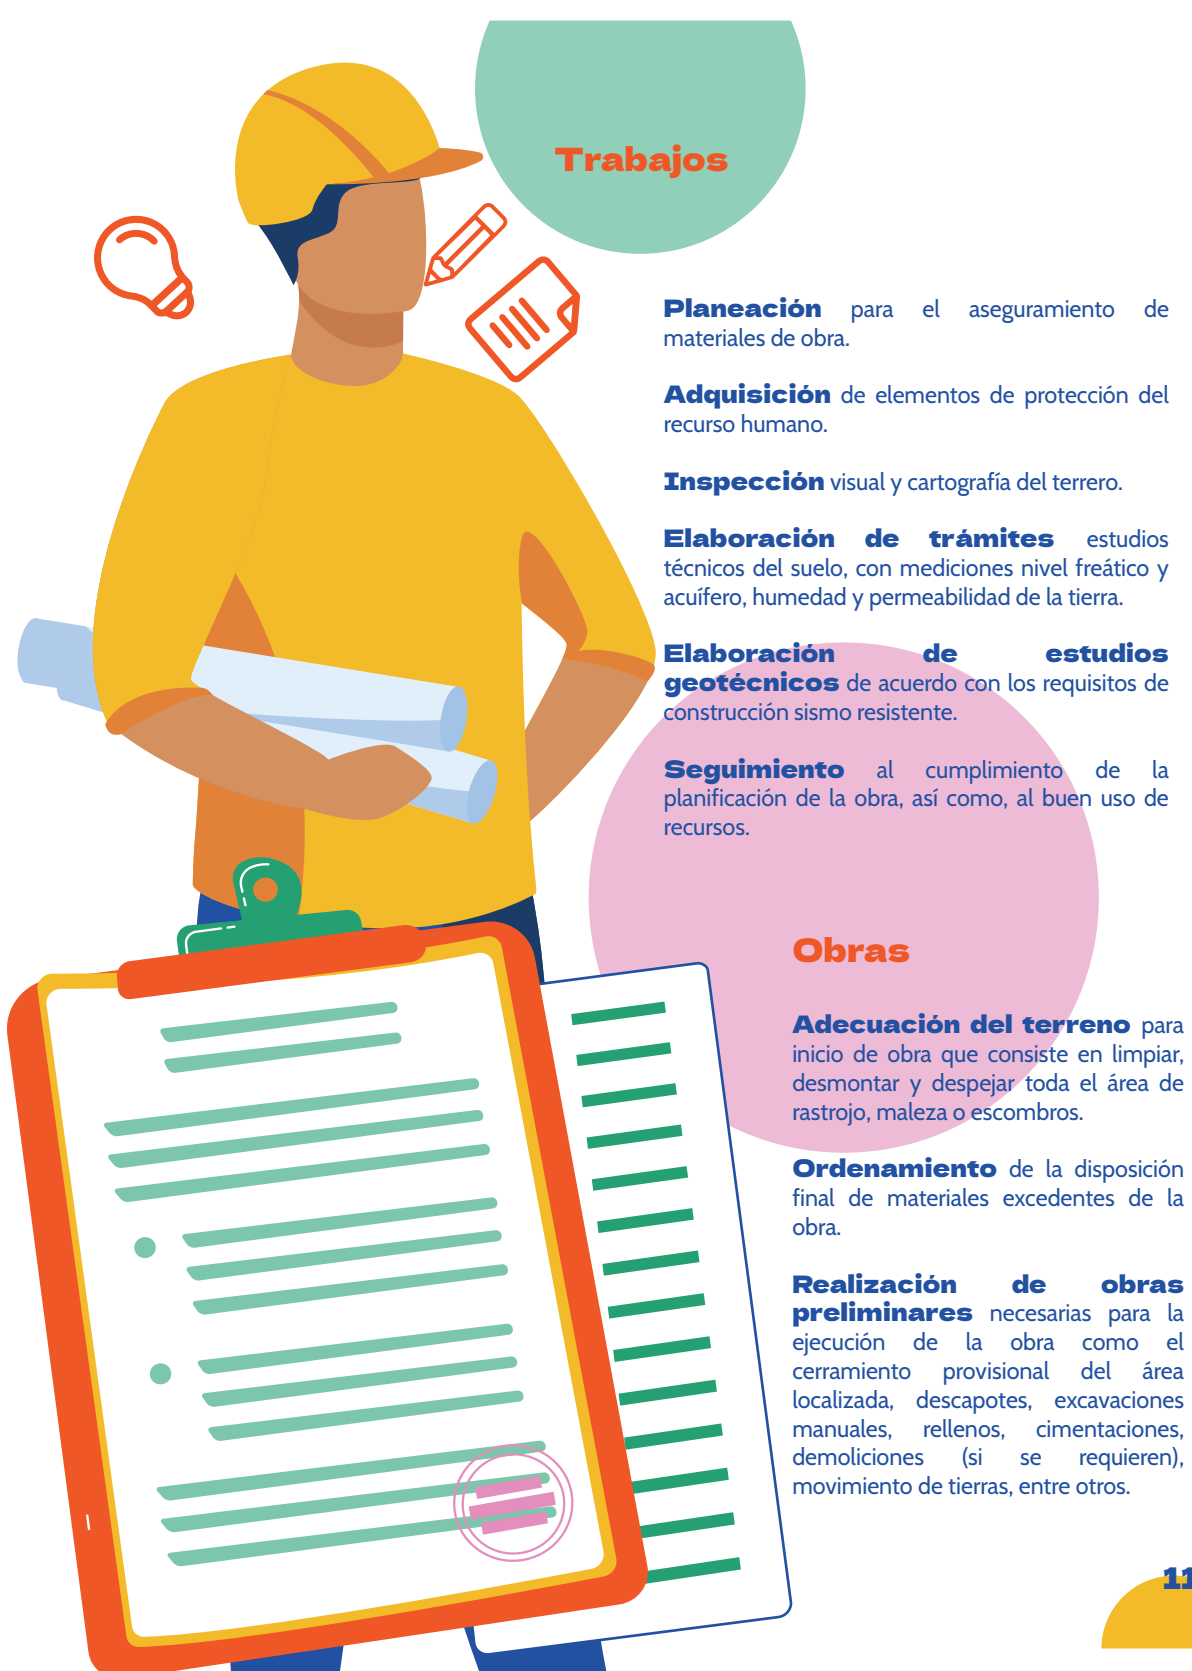 Trabajos
Planeación para el aseguramiento de
materiales de obra.
Adquisición de elementos de protección del
recurso humano.
Inspección visual y cartografía del terrero.
Elaboración de trámites estudios
técnicos del suelo, con mediciones nivel freático y
acuífero, humedad y permeabilidad de la tierra.
Elaboración de estudios
geotécnicos de acuerdo con los requisitos de
construcción sismo resistente.
Seguimiento al cumplimiento de la
planificación de la obra, así como, al buen uso de
recursos.
Obras
Adecuación del terreno para
inicio de obra que consiste en limpiar,
desmontar y despejar toda el área de
rastrojo, maleza o escombros.
Ordenamiento de la disposición
final de materiales excedentes de la
obra.
Realización de obras
preliminares necesarias para la
ejecución de la obra como el
cerramiento provisional del área
localizada, descapotes, excavaciones
manuales, rellenos, cimentaciones,
demoliciones (si se requieren),
movimiento de tierras, entre otros.
11